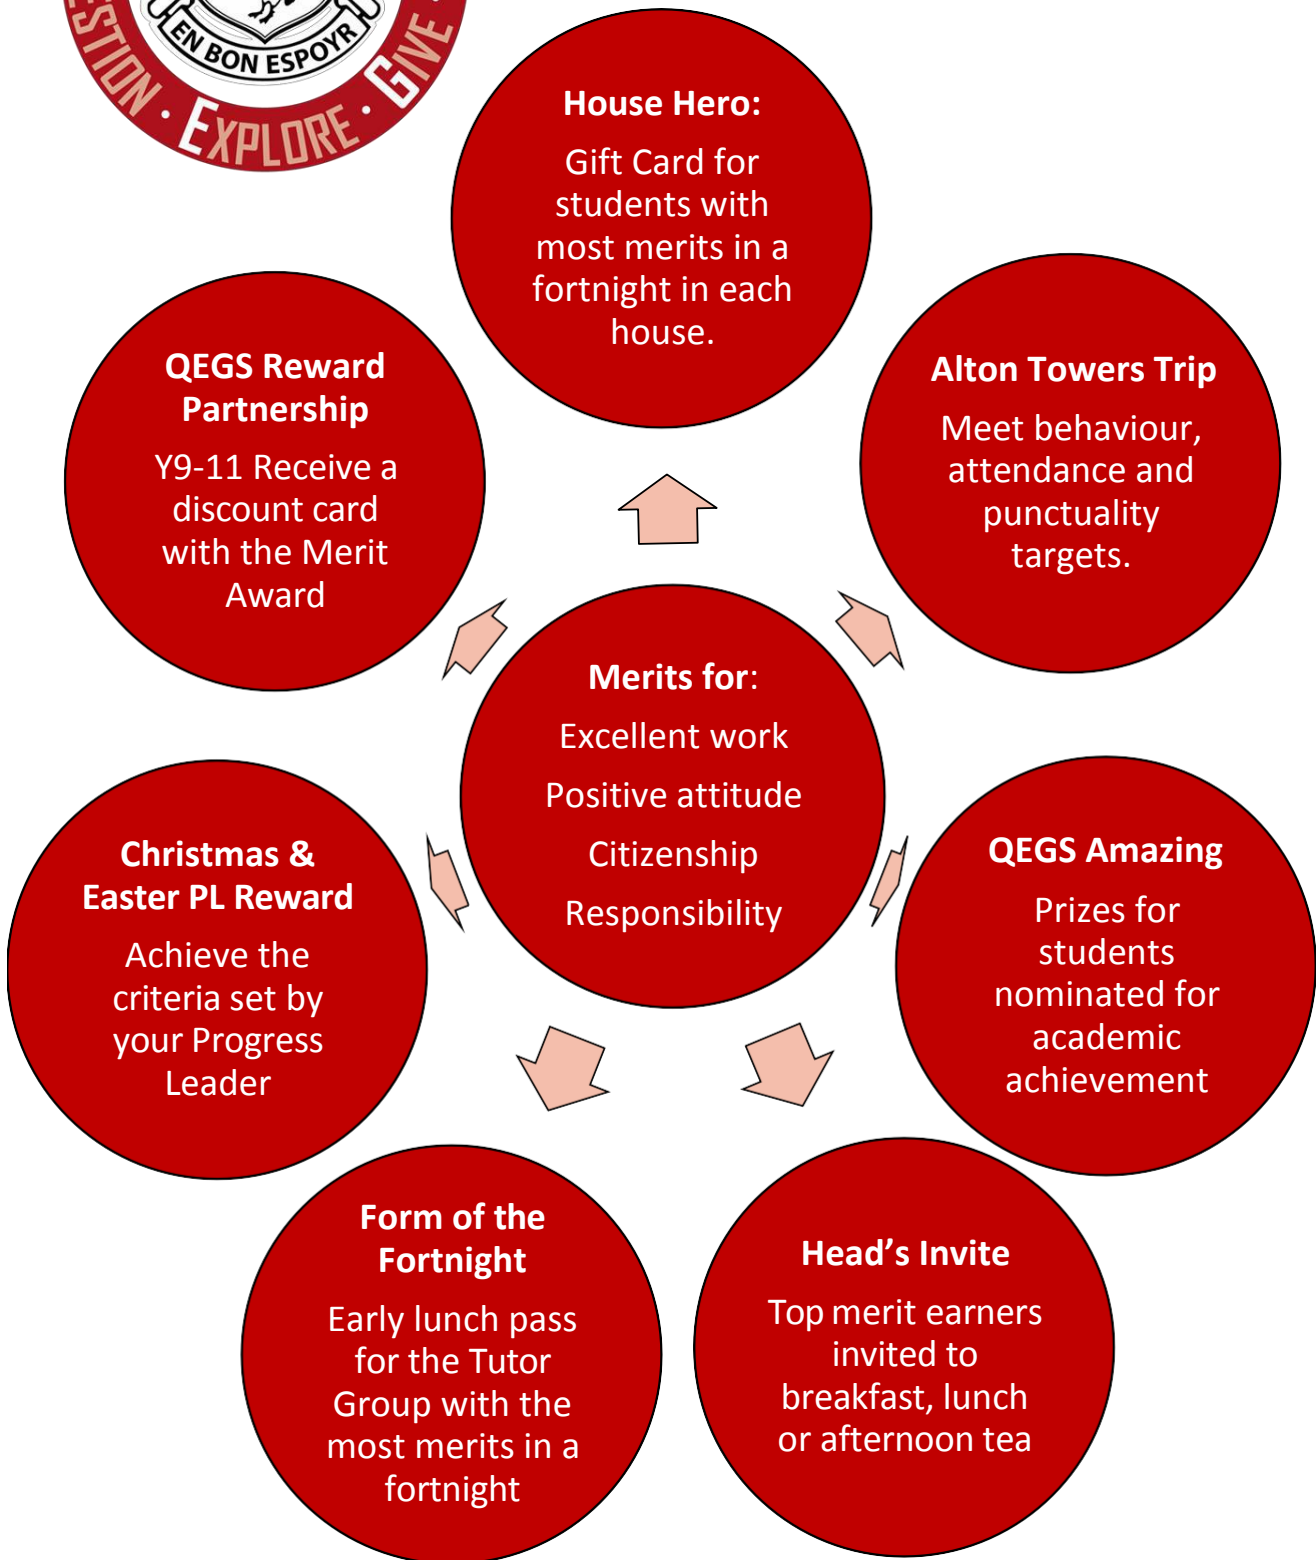 EN BON ESPOYR
· EXPLORE · GIVE ·
House Hero:
Gift Card for
students with
most merits in a
fortnight in each
house.
QEGS Reward
Partnership
Y9-11 Receive a
discount card
with the Merit
Award
Alton Towers Trip
Meet behaviour,
attendance and
punctuality
targets.
Merits for:
Excellent work
Positive attitude
Citizenship
Responsibility
Christmas &
Easter PL Reward
Achieve the
criteria set by
your Progress
Leader
QEGS Amazing
Prizes for
students
nominated for
academic
achievement
Form of the
Fortnight
Early lunch pass
for the Tutor
Group with the
most merits in a
fortnight
Head's Invite
Top merit earners
invited to
breakfast, lunch
or afternoon tea